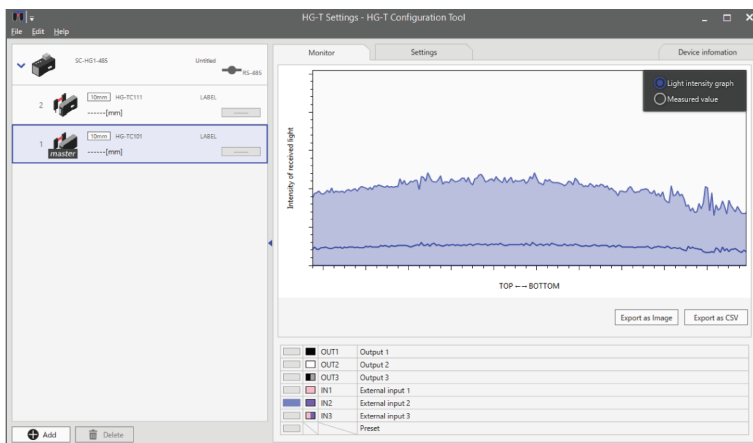 HG-T Settings - HG-T Configuration Tool
File Edit Help
SC-HG1-485
Untitled
RS-485
2
10mm HG-TC111
LABEL
------[mm]
------
1
master
10mm HG-TC101
LABEL
------[mm]
------
Add
Delete
Monitor
Settings
Device infomation
Light intensity graph
Measured value
Intensity of received light
TOP ←→ BOTTOM
Export as Image
Export as CSV
OUT1 Output 1
OUT2 Output 2
OUT3 Output 3
IN1 External input 1
IN2 External input 2
IN3 External input 3
Preset